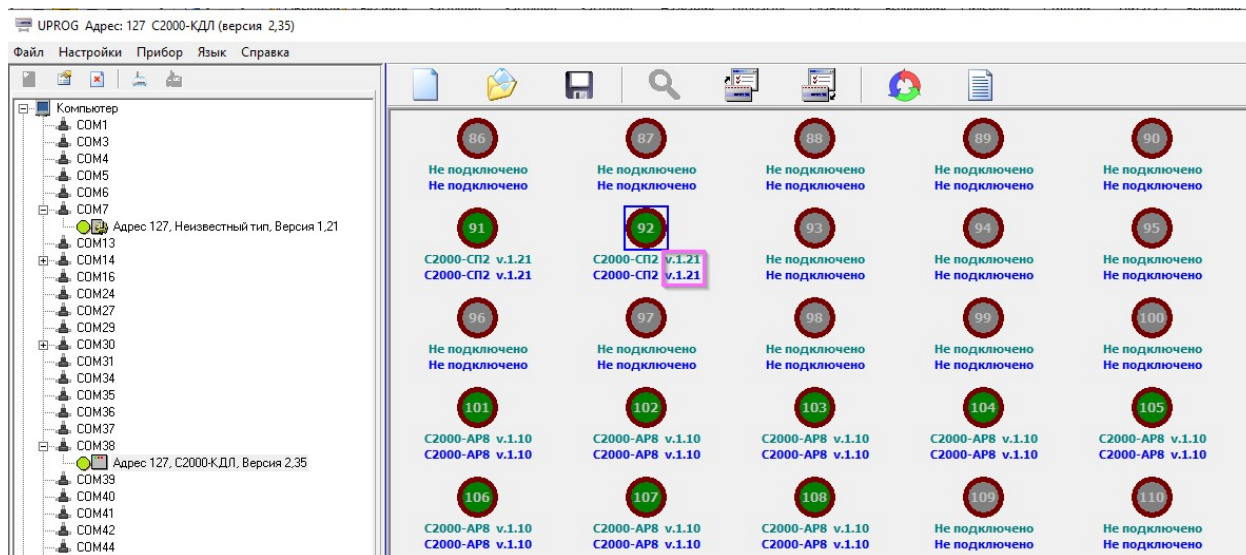 UPROG Адрес: 127 С2000-КДЛ (версия 2,35)
Файл Настройки Прибор Язык Справка
Компьютер
COM1
COM3
COM4
COM5
COM6
COM7
Адрес 127, Неизвестный тип, Версия 1,21
COM13
COM14
COM16
COM24
COM27
COM29
COM30
COM31
COM34
COM35
COM36
COM37
COM38
Адрес 127, С2000-КДЛ, Версия 2,35
COM39
COM40
COM41
COM42
COM44
86 87 88 89 90
Не подключено Не подключено Не подключено Не подключено Не подключено
Не подключено Не подключено Не подключено Не подключено Не подключено
91 92 93 94 95
С2000-СП2 v.1.21 С2000-СП2 v.1.21 Не подключено Не подключено Не подключено
С2000-СП2 v.1.21 С2000-СП2 v.1.21 Не подключено Не подключено Не подключено
96 97 98 99 100
Не подключено Не подключено Не подключено Не подключено Не подключено
Не подключено Не подключено Не подключено Не подключено Не подключено
101 102 103 104 105
С2000-АР8 v.1.10 С2000-АР8 v.1.10 С2000-АР8 v.1.10 С2000-АР8 v.1.10 С2000-АР8 v.1.10
С2000-АР8 v.1.10 С2000-АР8 v.1.10 С2000-АР8 v.1.10 С2000-АР8 v.1.10 С2000-АР8 v.1.10
106 107 108 109 110
С2000-АР8 v.1.10 С2000-АР8 v.1.10 С2000-АР8 v.1.10 Не подключено Не подключено
С2000-АР8 v.1.10 С2000-АР8 v.1.10 С2000-АР8 v.1.10 Не подключено Не подключено